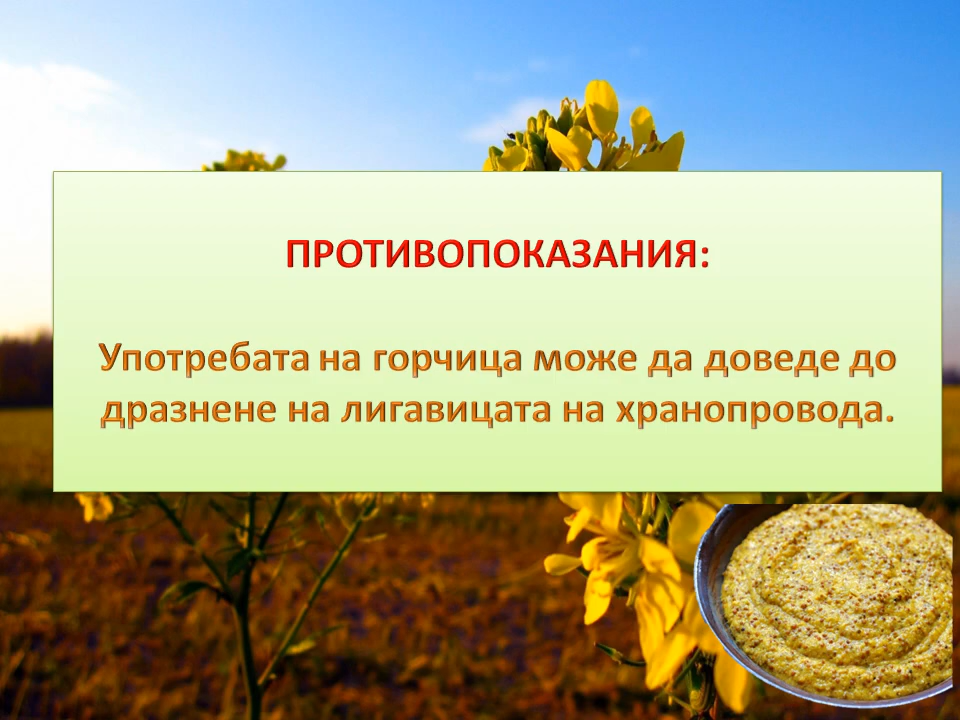 ПРОТИВОПОКАЗАНИЯ:
Употребата на горчица може да доведе до
дразнене на лигавицата на хранопровода.